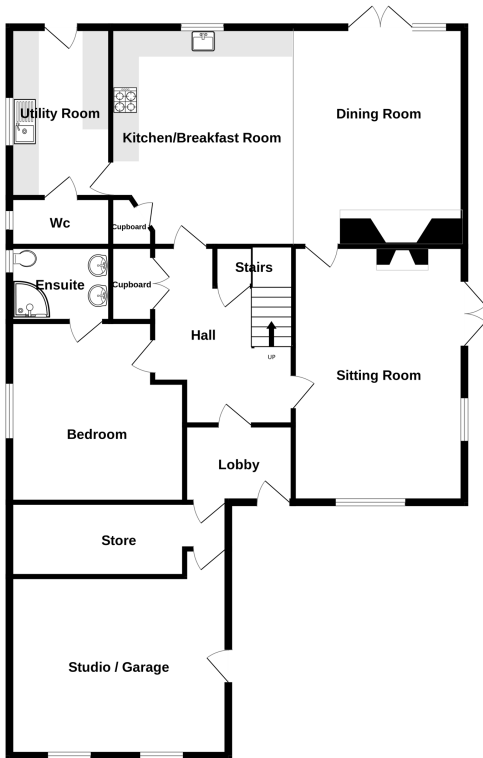 Utility Room
Kitchen/Breakfast Room
Dining Room
Wc
Cupboard
Ensuite
Cupboard
Stairs
Hall
UP
Sitting Room
Bedroom
Lobby
Store
Studio / Garage